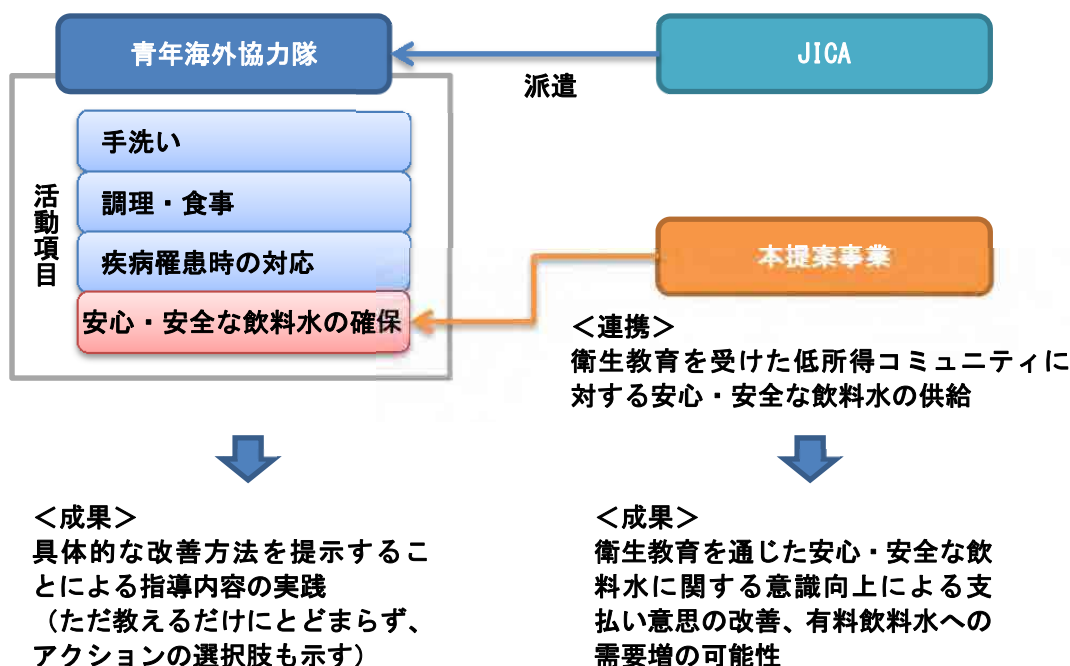 青年海外協力隊
JICA
派遣
活動項目
手洗い
調理・食事
疾病罹患時の対応
安心・安全な飲料水の確保
本提案事業
＜連携＞
衛生教育を受けた低所得コミュニティに
対する安心・安全な飲料水の供給
＜成果＞
具体的な改善方法を提示するこ
とによる指導内容の実践
（ただ教えるだけにとどまらず、
アクションの選択肢も示す）
＜成果＞
衛生教育を通じた安心・安全な飲
料水に関する意識向上による支
払い意思の改善、有料飲料水への
需要増の可能性